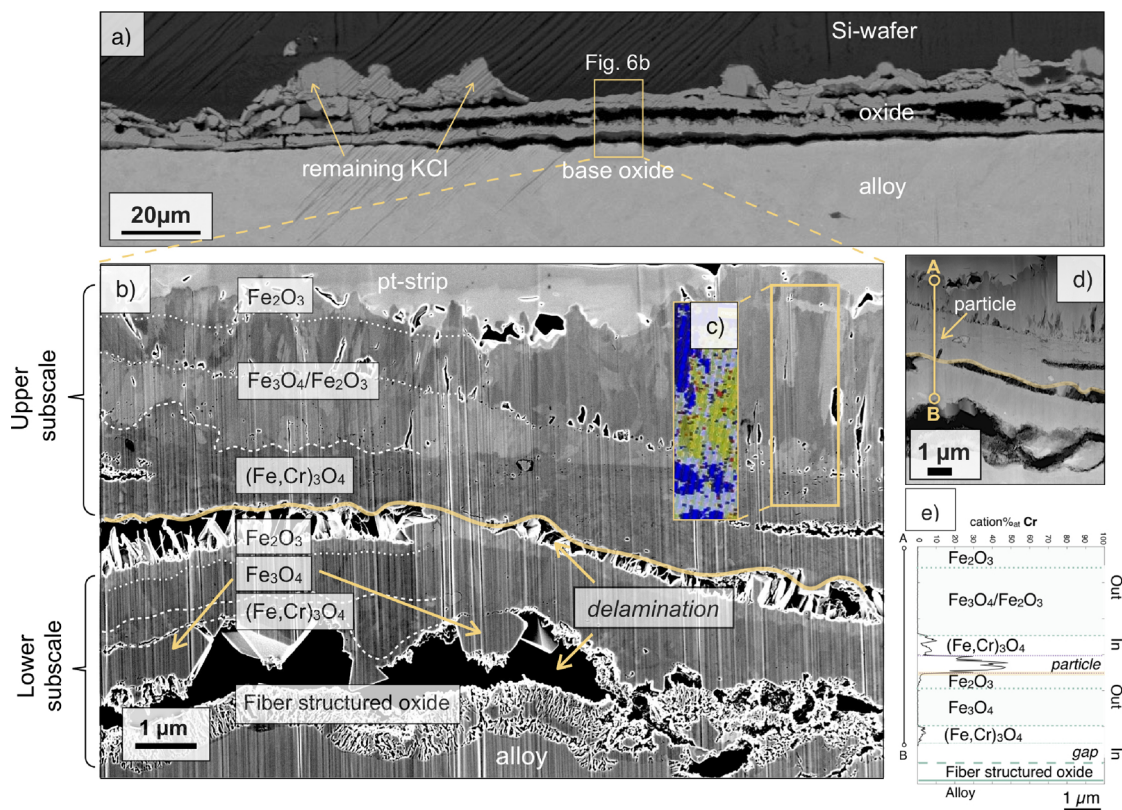 a)
Si-wafer
Fig. 6b
oxide
remaining KCl
base oxide
alloy
20µm
b)
pt-strip
Fe₂O₃
Fe₃O₄/Fe₂O₃
(Fe,Cr)₃O₄
Upper
subscale
c)
Fe₂O₃
Fe₃O₄
(Fe,Cr)₃O₄
delamination
Lower
subscale
Fiber structured oxide
alloy
1 µm
d)
A
particle
B
1 µm
e)
cation%at Cr
0 10 20 30 40 50 60 70 80 90 100
A
Fe₂O₃
Fe₃O₄/Fe₂O₃
Out
(Fe,Cr)₃O₄
In
particle
Fe₂O₃
Out
Fe₃O₄
(Fe,Cr)₃O₄
In
B
gap
Fiber structured oxide
Alloy
1 µm